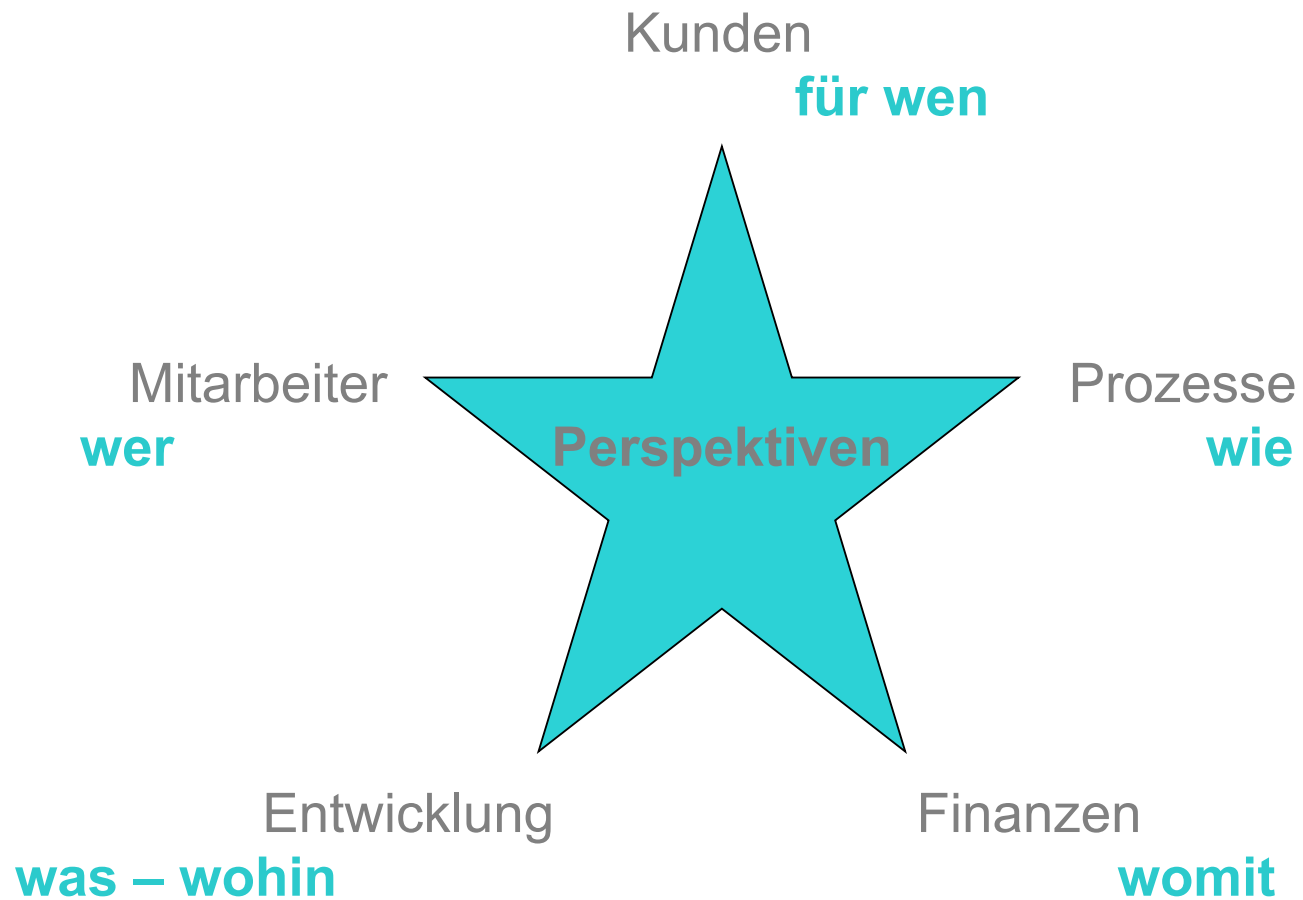 Kunden
für wen
Mitarbeiter
wer
Perspektiven
Prozesse
wie
Entwicklung
was – wohin
Finanzen
womit